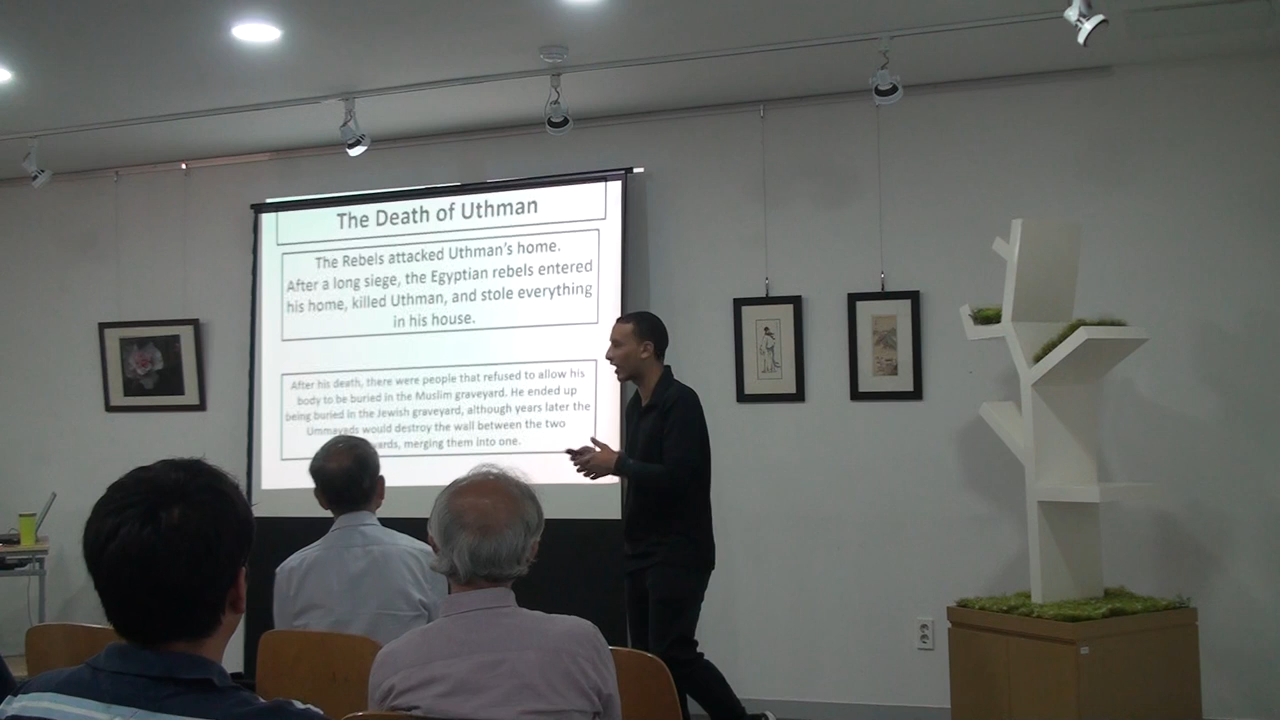 The Death of Uthman
The Rebels attacked Uthman's home.
After a long siege, the Egyptian rebels entered
his home, killed Uthman, and stole everything
in his house.
After his death, there were people that refused to allow his
body to be buried in the Muslim graveyard. He ended up
being buried in the Jewish graveyard, although years later the
Ummayads would destroy the wall between the two
merging them into one.